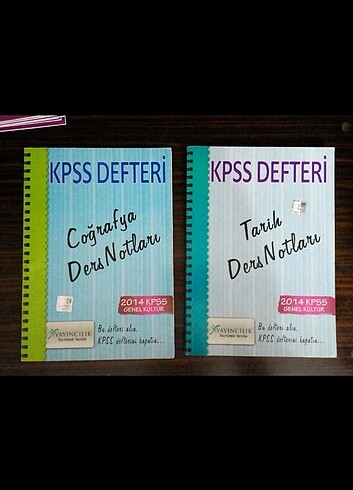 KPSS DEFTERİ
Coğrafya
Ders Notları
2014 KPSS
GENEL KÜLTÜR
YAYINCILIK
Bu defteri alın,
KPSS defterini kapatın...
KPSS DEFTERİ
Tarih
Ders Notları
2014 KPSS
GENEL KÜLTÜR
YAYINCILIK
Bu defteri alın,
KPSS defterini kapatın...